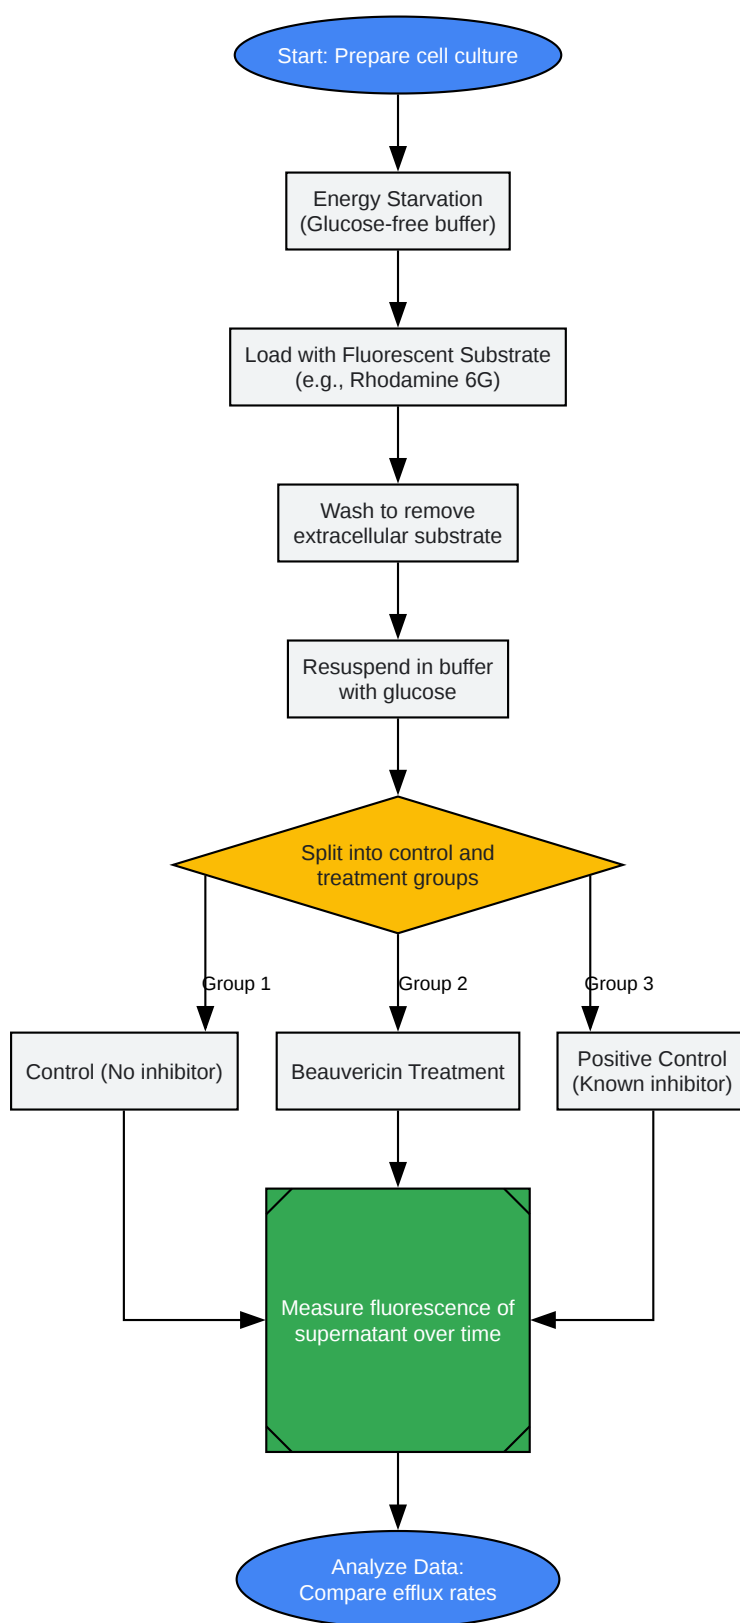 Start: Prepare cell culture
Energy Starvation
(Glucose-free buffer)
Load with Fluorescent Substrate
(e.g., Rhodamine 6G)
Wash to remove
extracellular substrate
Resuspend in buffer
with glucose
Split into control and
treatment groups
Group 1
Group 2
Group 3
Control (No inhibitor)
Beauvericin Treatment
Positive Control
(Known inhibitor)
Measure fluorescence of
supernatant over time
Analyze Data:
Compare efflux rates